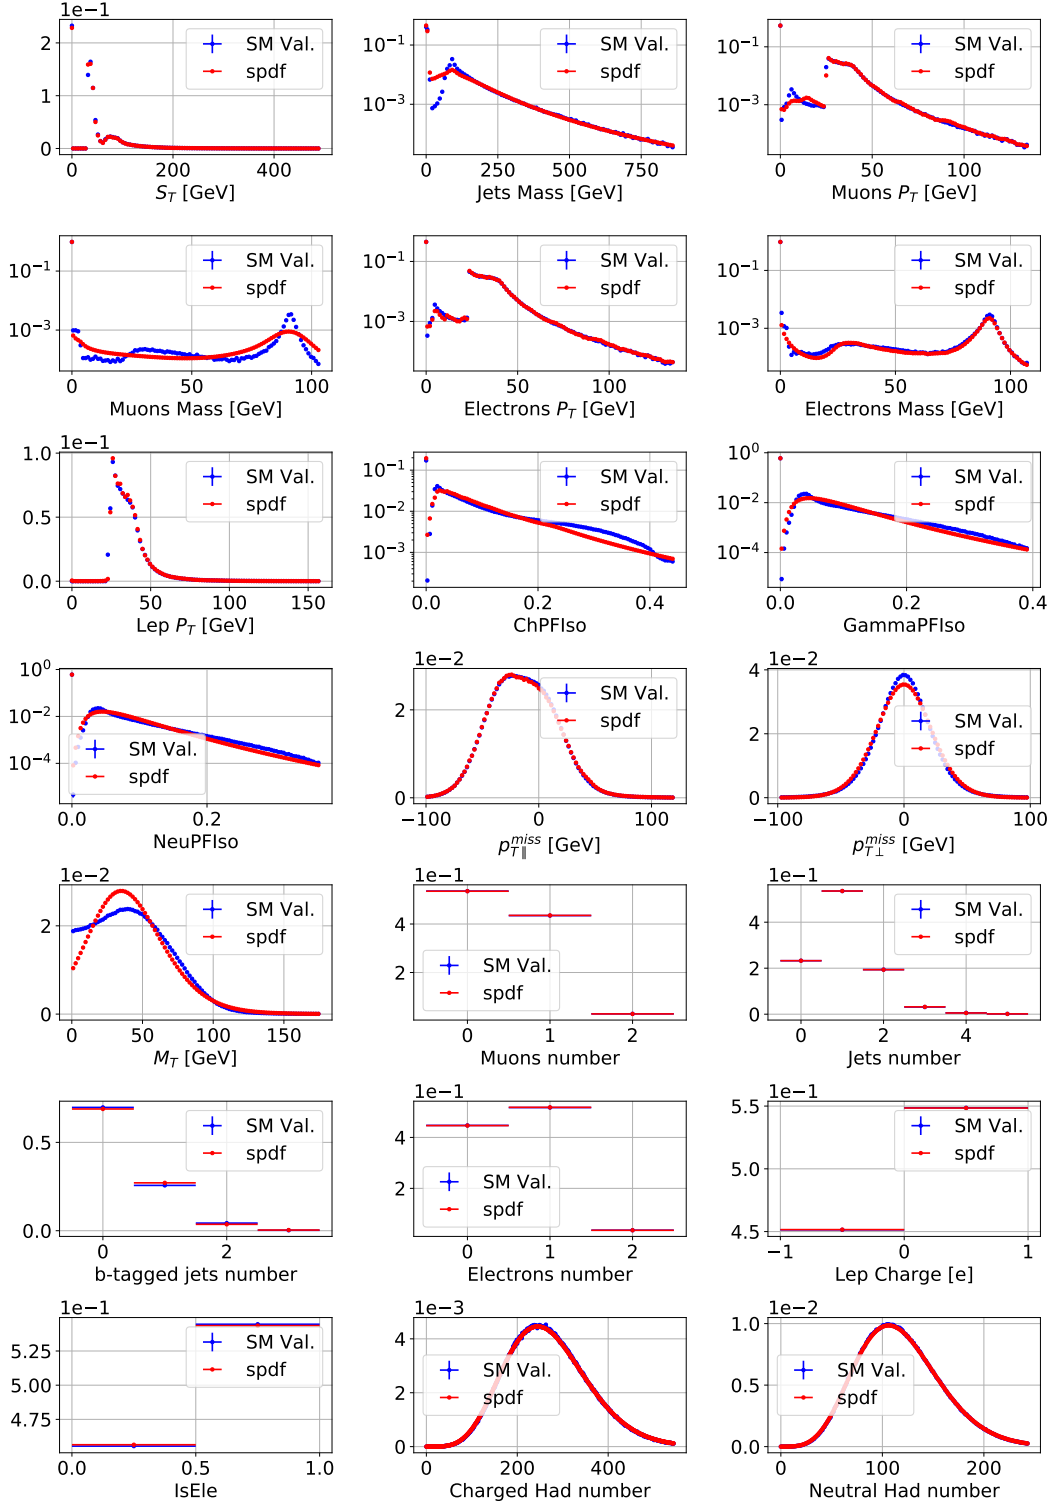 1e-1
SM Val.
spdf
2
1
0
0 200 400
S_T [GeV]
SM Val.
spdf
10^{-1}
10^{-3}
0 250 500 750
Jets Mass [GeV]
SM Val.
spdf
10^{-1}
10^{-3}
0 50 100
Muons P_T [GeV]
SM Val.
spdf
10^{-1}
10^{-3}
0 50 100
Muons Mass [GeV]
SM Val.
spdf
10^{-1}
10^{-3}
0 50 100
Electrons P_T [GeV]
SM Val.
spdf
10^{-1}
10^{-3}
0 50 100
Electrons Mass [GeV]
1e-1
SM Val.
spdf
1.0
0.5
0.0
0 50 100 150
Lep P_T [GeV]
SM Val.
spdf
10^{-1}
10^{-2}
10^{-3}
0.0 0.2 0.4
ChPFIso
SM Val.
spdf
10^{0}
10^{-2}
10^{-4}
0.0 0.2 0.4
GammaPFIso
10^{0}
10^{-2}
10^{-4}
SM Val.
spdf
0.0 0.2
NeuPFIso
1e-2
SM Val.
spdf
2
0
−100 0 100
p_{T∥}^{miss} [GeV]
1e-2
4
SM Val.
spdf
2
0
−100 0 100
p_{T⊥}^{miss} [GeV]
1e-2
SM Val.
spdf
2
0
0 50 100 150
M_T [GeV]
1e-1
4
2
SM Val.
spdf
0 1 2
Muons number
1e-1
SM Val.
spdf
4
2
0
0 2 4
Jets number
SM Val.
spdf
0.5
0.0
0 2
b-tagged jets number
1e-1
4
2
SM Val.
spdf
0 1 2
Electrons number
1e-1
5.5
SM Val.
spdf
5.0
4.5
−1 0 1
Lep Charge [e]
1e-1
SM Val.
spdf
5.25
5.00
4.75
0.0 0.5 1.0
IsEle
1e-3
4
SM Val.
spdf
2
0
0 200 400
Charged Had number
1e-2
1.0
SM Val.
spdf
0.5
0.0
0 100 200
Neutral Had number